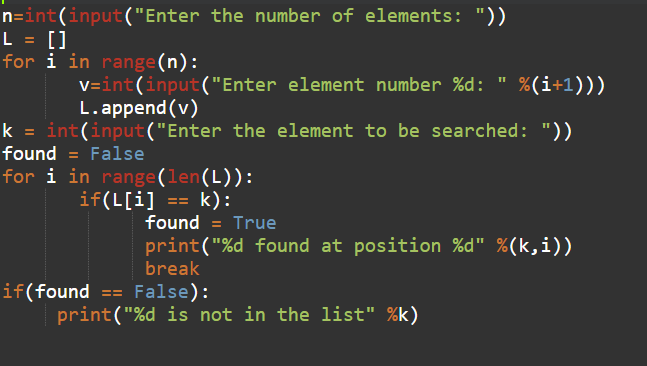 n=int(input("Enter the number of elements: "))
L = []
for i in range(n):
        v=int(input("Enter element number %d: " %(i+1)))
        L.append(v)
k = int(input("Enter the element to be searched: "))
found = False
for i in range(len(L)):
        if(L[i] == k):
                found = True
                print("%d found at position %d" %(k,i))
                break
if(found == False):
     print("%d is not in the list" %k)